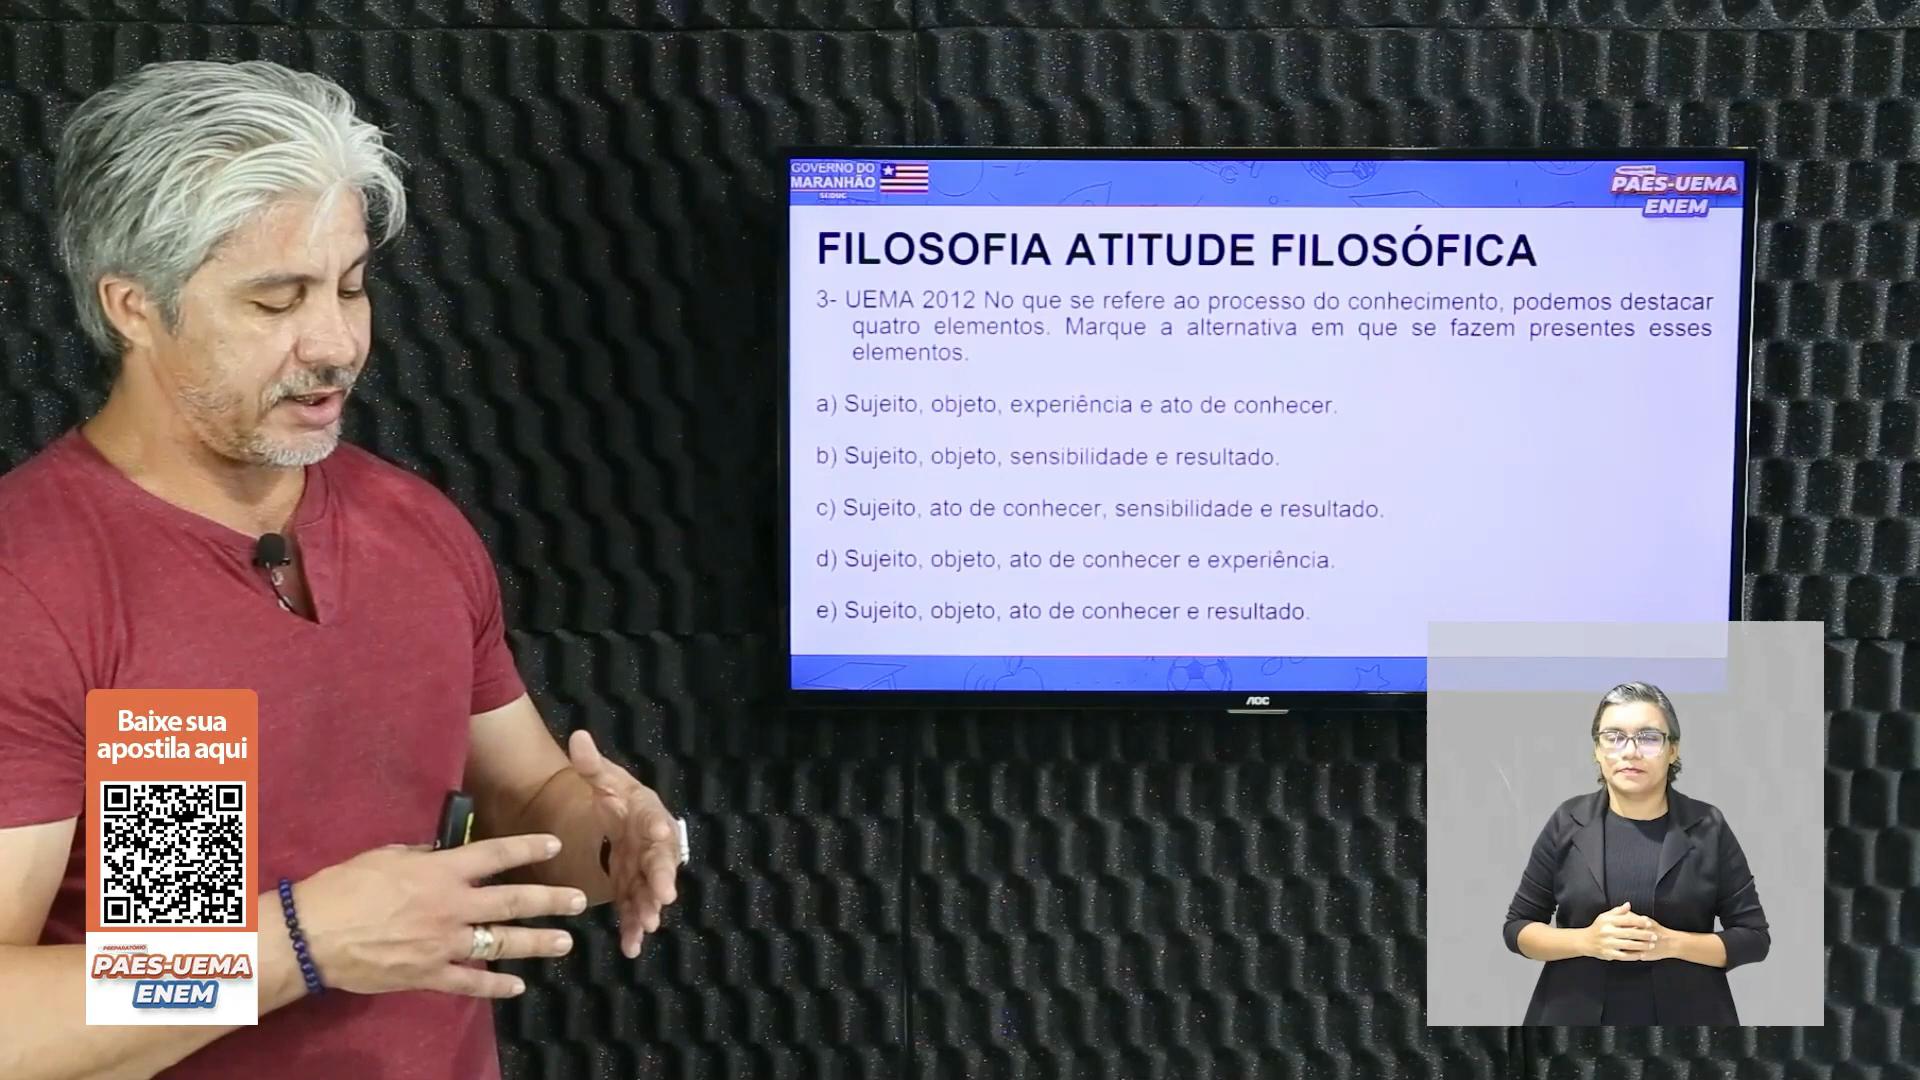 GOVERNO DO
MARANHÃO
SEDUC
PAES-UEMA
ENEM
FILOSOFIA ATITUDE FILOSÓFICA
3- UEMA 2012 No que se refere ao processo do conhecimento, podemos destacar
quatro elementos. Marque a alternativa em que se fazem presentes esses
elementos.
a) Sujeito, objeto, experiência e ato de conhecer.
b) Sujeito, objeto, sensibilidade e resultado.
c) Sujeito, ato de conhecer, sensibilidade e resultado.
d) Sujeito, objeto, ato de conhecer e experiência.
e) Sujeito, objeto, ato de conhecer e resultado.
AOC
Baixe sua
apostila aqui
PREPARATÓRIO
PAES-UEMA
ENEM